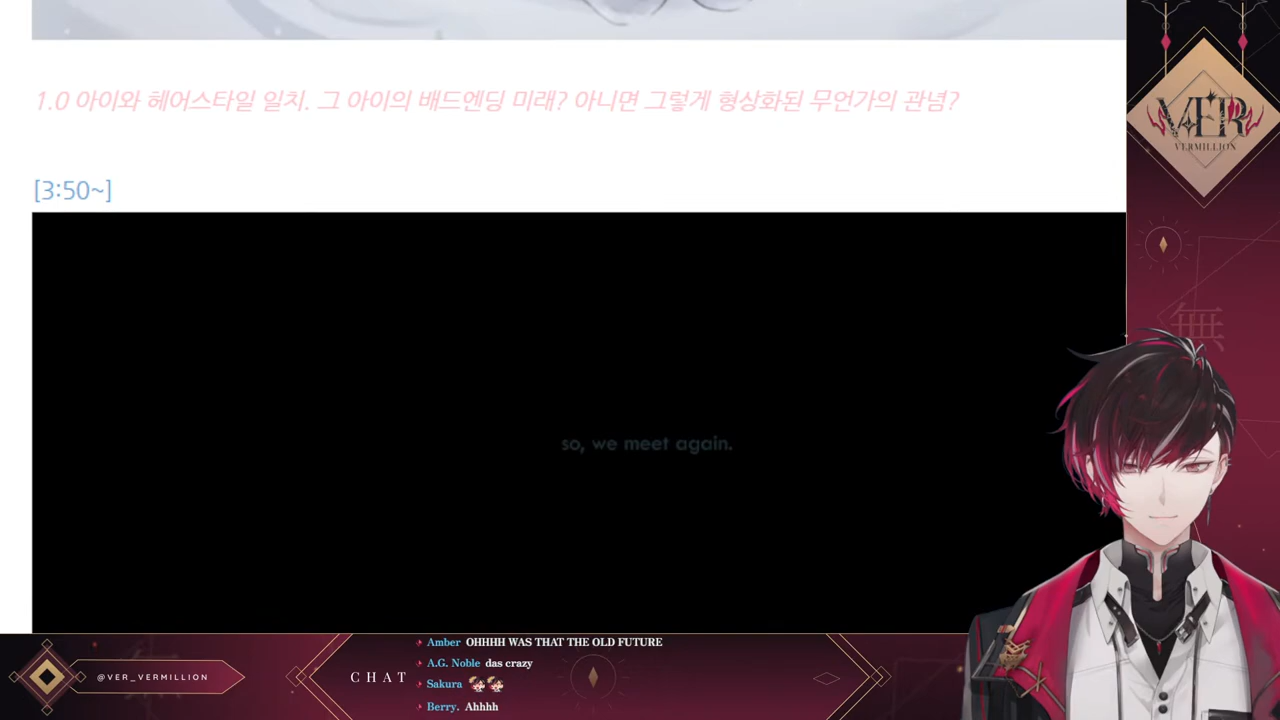 1.0 아이와 헤어스타일 일치. 그 아이의 배드엔딩 미래? 아니면 그렇게 형상화된 무언가의 관념?
[3:50~]
so, we meet again.
VER
VERMILLION
無
@VER_VERMILLION
CHAT
Amber OHHHH WAS THAT THE OLD FUTURE
A.G. Noble das crazy
Sakura
Berry. Ahhhh